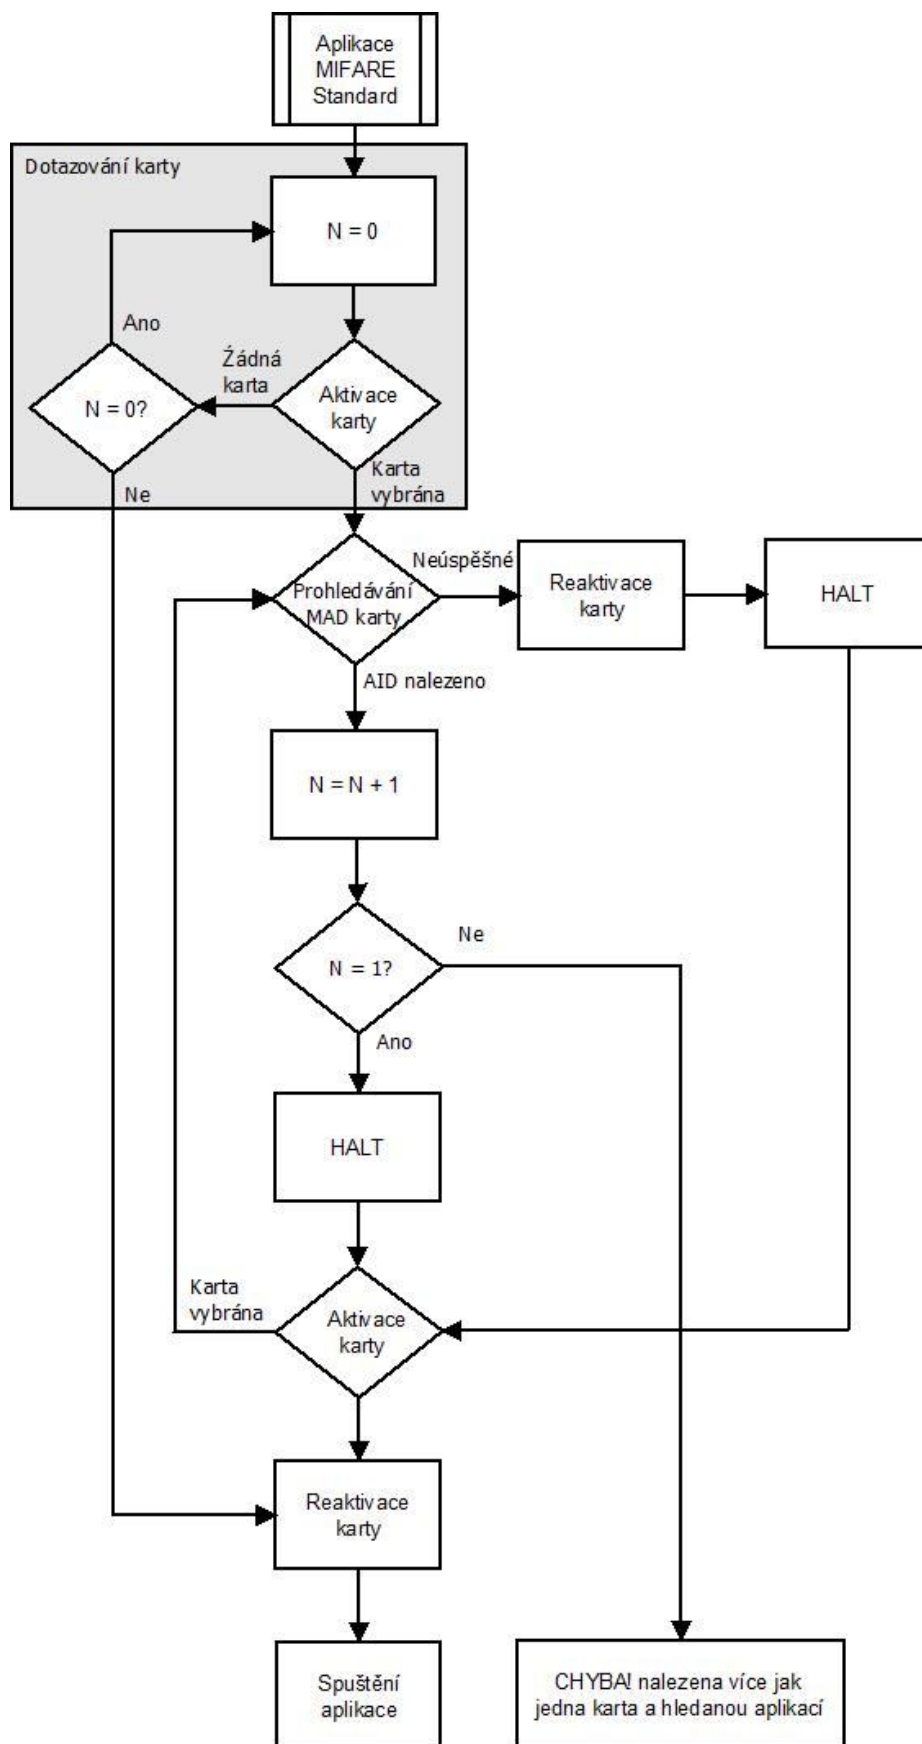 Aplikace
MIFARE
Standard
Dotazování karty
N = 0
Ano
Źádná
karta
N = 0?
Aktivace
karty
Ne
Karta
vybrána
Neúspěšné
Prohledávání
MAD karty
Reaktivace
karty
HALT
AID nalezeno
N = N + 1
Ne
N = 1?
Ano
HALT
Karta
vybrána
Aktivace
karty
Reaktivace
karty
Spuštění
aplikace
CHYBA! nalezena více jak
jedna karta a hledanou aplikací